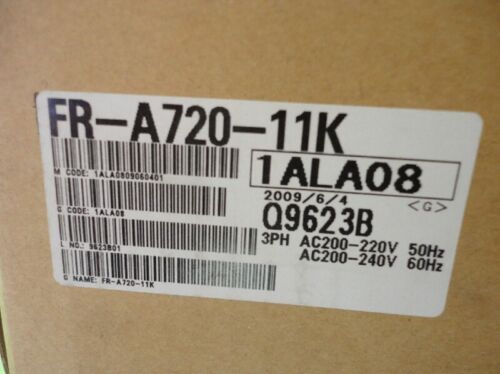 FR-A720-11K
M CODE: 1ALA0809060401
1ALA08
2009/6/4 <G>
G CODE: 1ALA08
Q9623B
L NO.: 9623B01
3PH AC200-220V 50Hz
AC200-240V 60Hz
G NAME: FR-A720-11K